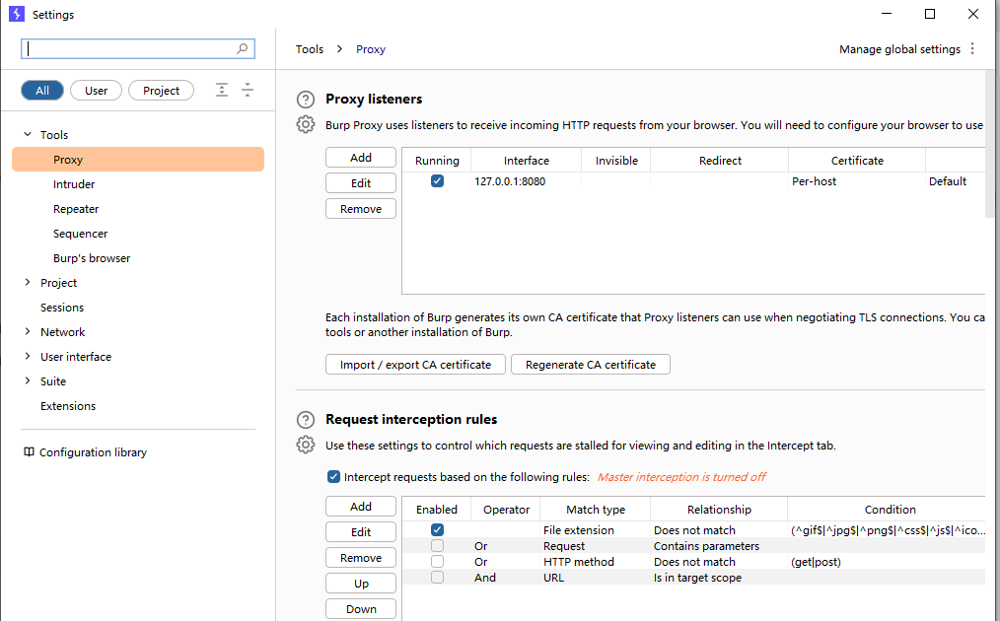 Settings
Tools > Proxy
Manage global settings
All User Project
Tools
Proxy
Intruder
Repeater
Sequencer
Burp's browser
Project
Sessions
Network
User interface
Suite
Extensions
Configuration library
Proxy listeners
Burp Proxy uses listeners to receive incoming HTTP requests from your browser. You will need to configure your browser to use
Add
Edit
Remove
Running Interface Invisible Redirect Certificate
127.0.0.1:8080 Per-host Default
Each installation of Burp generates its own CA certificate that Proxy listeners can use when negotiating TLS connections. You ca
tools or another installation of Burp.
Import / export CA certificate Regenerate CA certificate
Request interception rules
Use these settings to control which requests are stalled for viewing and editing in the Intercept tab.
Intercept requests based on the following rules: Master interception is turned off
Add
Edit
Remove
Up
Down
Enabled Operator Match type Relationship Condition
File extension Does not match (^gif$|^jpg$|^png$|^css$|^js$|^ico...
Or Request Contains parameters
Or HTTP method Does not match (get|post)
And URL Is in target scope